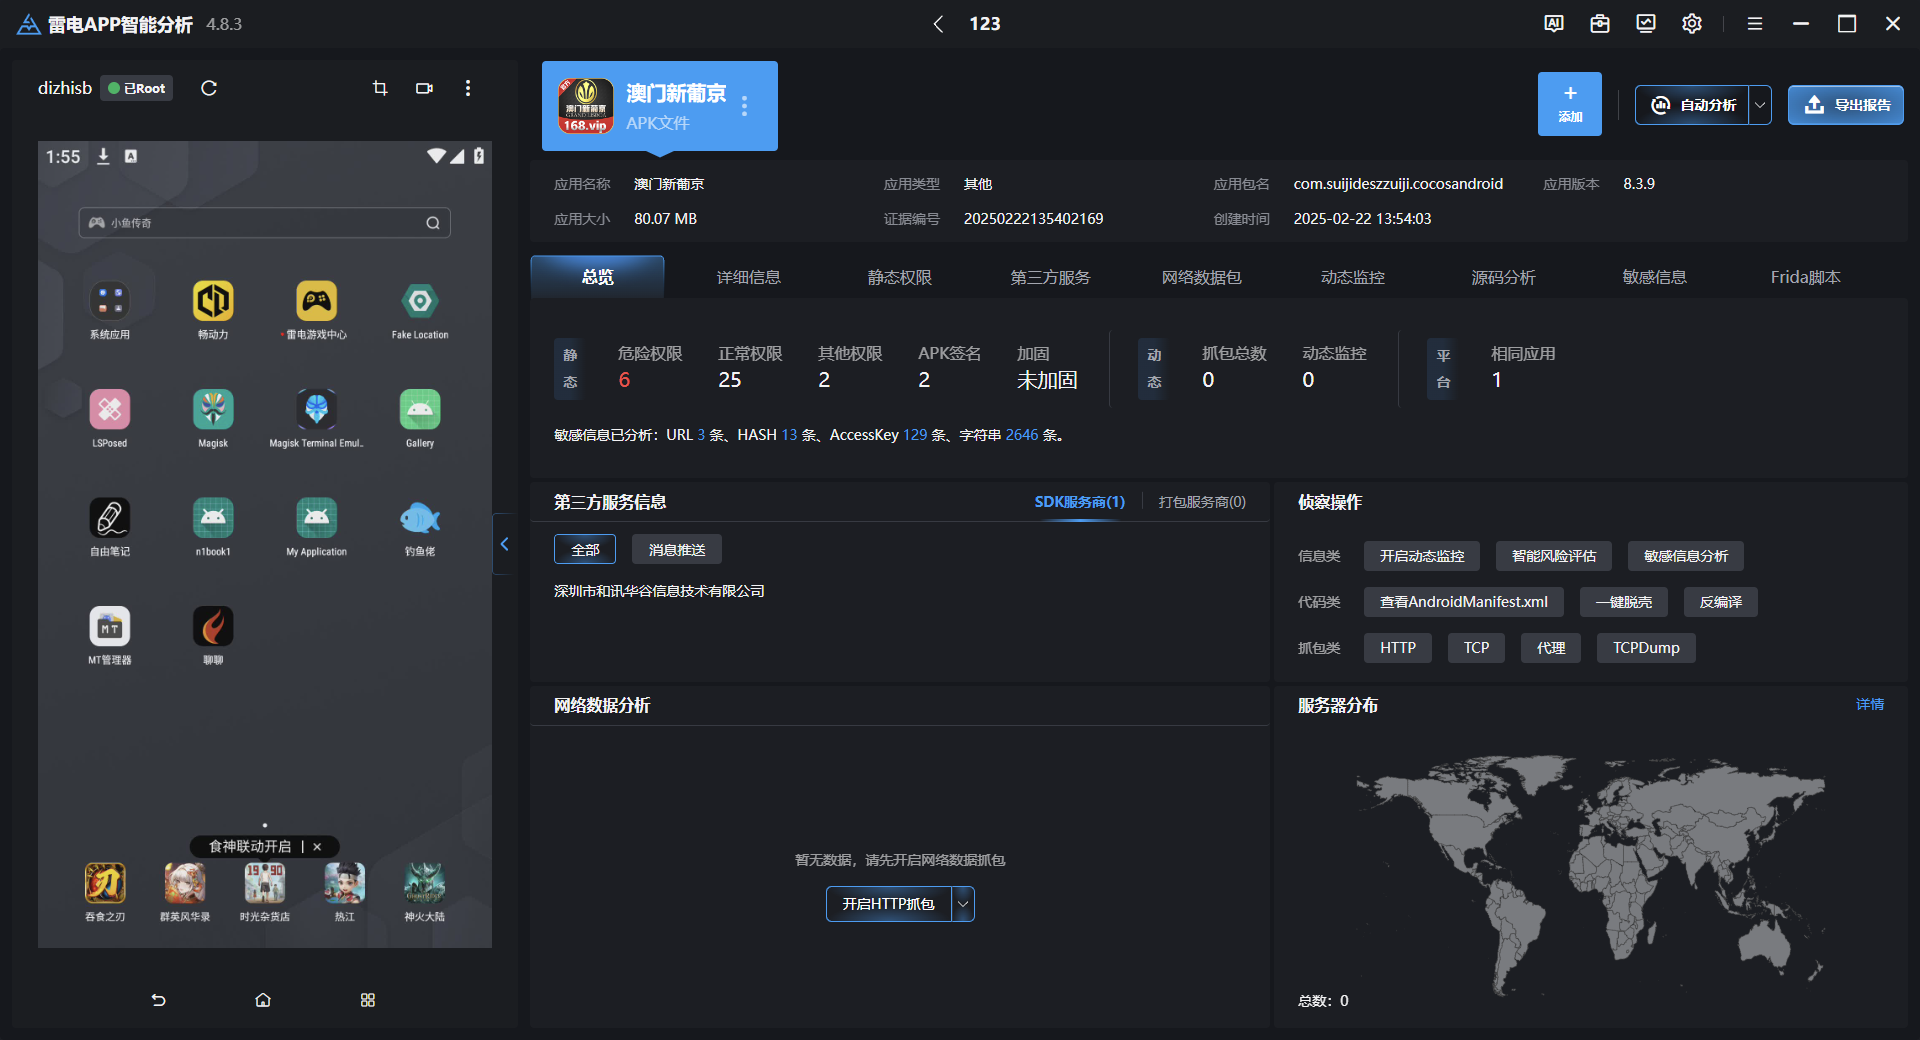 雷电APP智能分析 4.8.3
123
dizhisb
已Root
1:55
小鱼传奇
系统应用
畅动力
雷电游戏中心
Fake Location
LSPosed
Magisk
Magisk Terminal Emul..
Gallery
自由笔记
n1book1
My Application
钓鱼佬
MT管理器
聊聊
食神联动开启 | ×
吞食之刃
群英风华录
时光杂货店
热江
神火大陆
澳门新葡京
168.vip
澳门新葡京
APK文件
添加
自动分析
导出报告
应用名称 澳门新葡京 应用类型 其他 应用包名 com.suijideszzuiji.cocosandroid 应用版本 8.3.9
应用大小 80.07 MB 证据编号 20250222135402169 创建时间 2025-02-22 13:54:03
总览 详细信息 静态权限 第三方服务 网络数据包 动态监控 源码分析 敏感信息 Frida脚本
静态
危险权限 正常权限 其他权限 APK签名 加固
6 25 2 2 未加固
动态
抓包总数 动态监控
0 0
平台
相同应用
1
敏感信息已分析：URL 3 条、HASH 13 条、AccessKey 129 条、字符串 2646 条。
第三方服务信息 SDK服务商(1) 打包服务商(0)
全部 消息推送
深圳市和讯华谷信息技术有限公司
侦察操作
信息类 开启动态监控 智能风险评估 敏感信息分析
代码类 查看AndroidManifest.xml 一键脱壳 反编译
抓包类 HTTP TCP 代理 TCPDump
网络数据分析
暂无数据，请先开启网络数据抓包
开启HTTP抓包
服务器分布 详情
总数：0